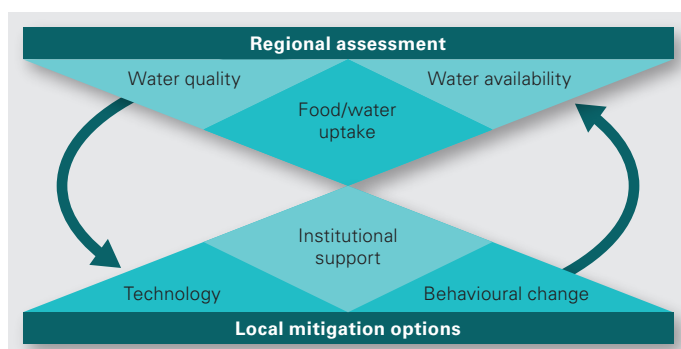 Regional assessment
Water quality
Water availability
Food/water
uptake
Institutional
support
Technology
Behavioural change
Local mitigation options